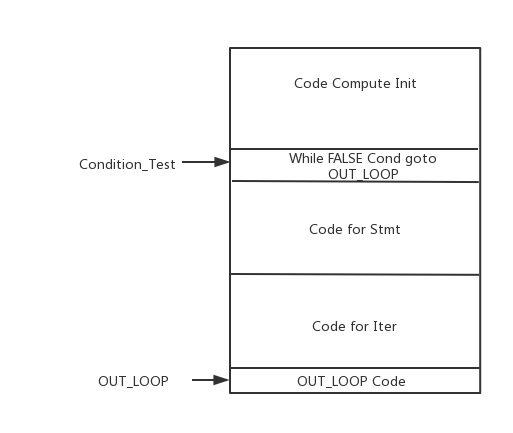 Code Compute Init
Condition_Test
While FALSE Cond goto
OUT_LOOP
Code for Stmt
Code for Iter
OUT_LOOP
OUT_LOOP Code